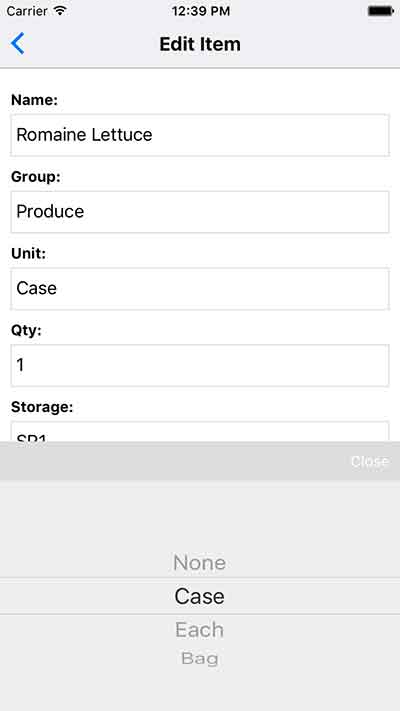 Carrier 12:39 PM
Edit Item
Name:
Romaine Lettuce
Group:
Produce
Unit:
Case
Qty:
1
Storage:
SP1
Close
None
Case
Each
Bag